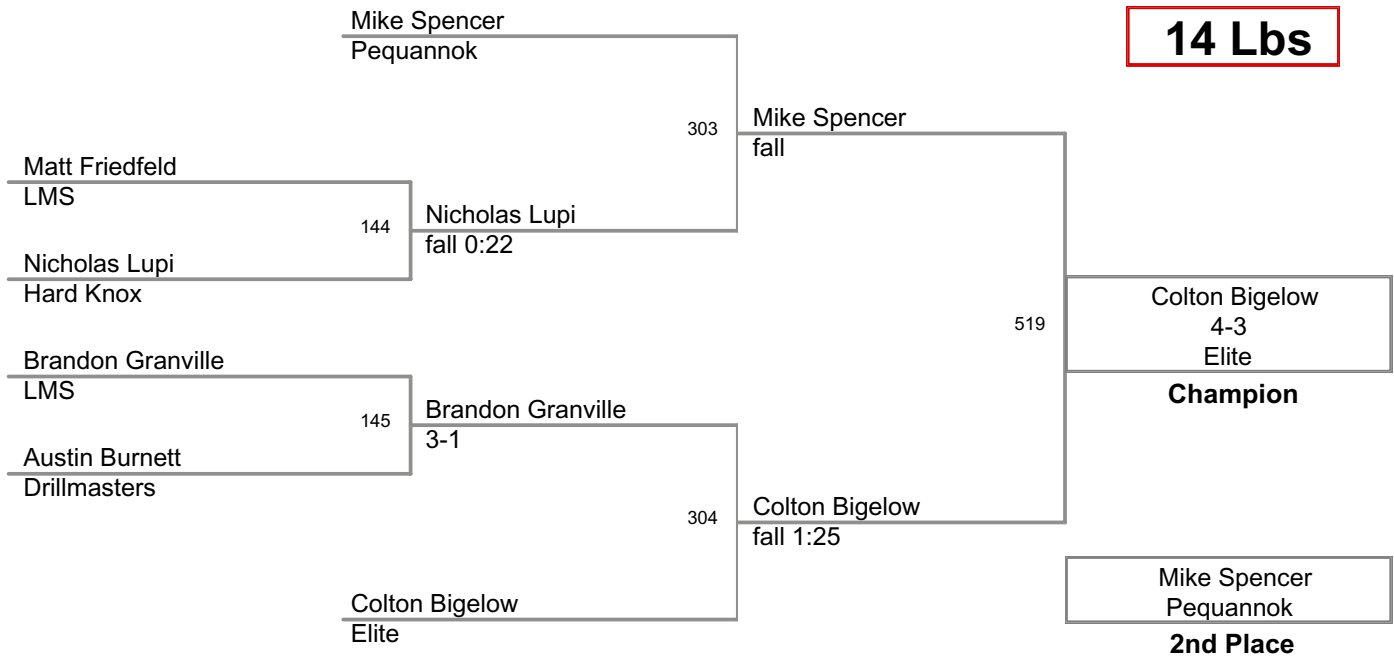 Mike Spencer
Pequannok
14 Lbs
303
Mike Spencer
fall
Matt Friedfeld
LMS
144
Nicholas Lupi
fall 0:22
Nicholas Lupi
Hard Knox
519
Colton Bigelow
4-3
Elite
Champion
Brandon Granville
LMS
145
Brandon Granville
3-1
Austin Burnett
Drillmasters
304
Colton Bigelow
fall 1:25
Colton Bigelow
Elite
Mike Spencer
Pequannok
2nd Place